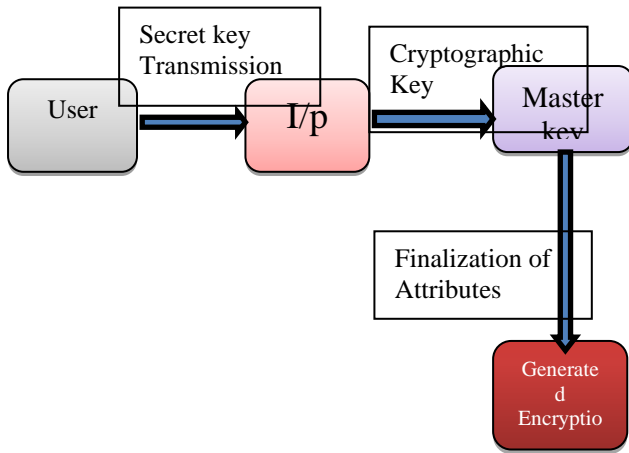 Secret key
Transmission
Cryptographic
Key
User
I/p
Master
key
Finalization of
Attributes
Generate
d
Encryptio